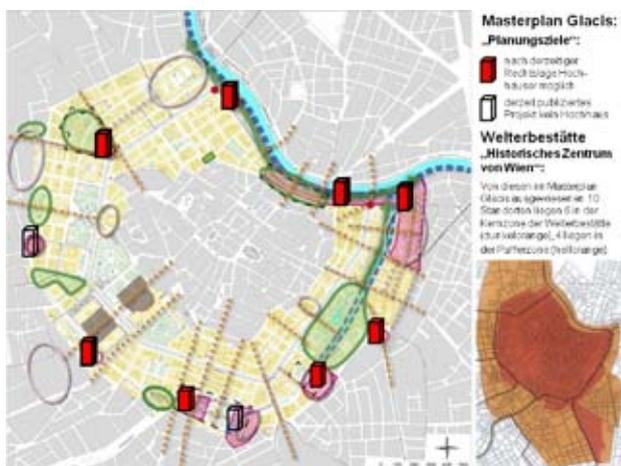 Masterplan Glacis:
„Planungsziele":
nach derzeitiger
Rechtslage Hoch-
häuser möglich
derzeit publiziertes
Projekt kein Hochhaus
Welterbestätte
„Historisches Zentrum
von Wien":
Von diesen im Masterplan
Glacis ausgewiesenen 10
Standorten liegen 6 in der
Kernzone der Welterbestätte
(dunkelorange), 4 liegen in
der Pufferzone (hellorange)